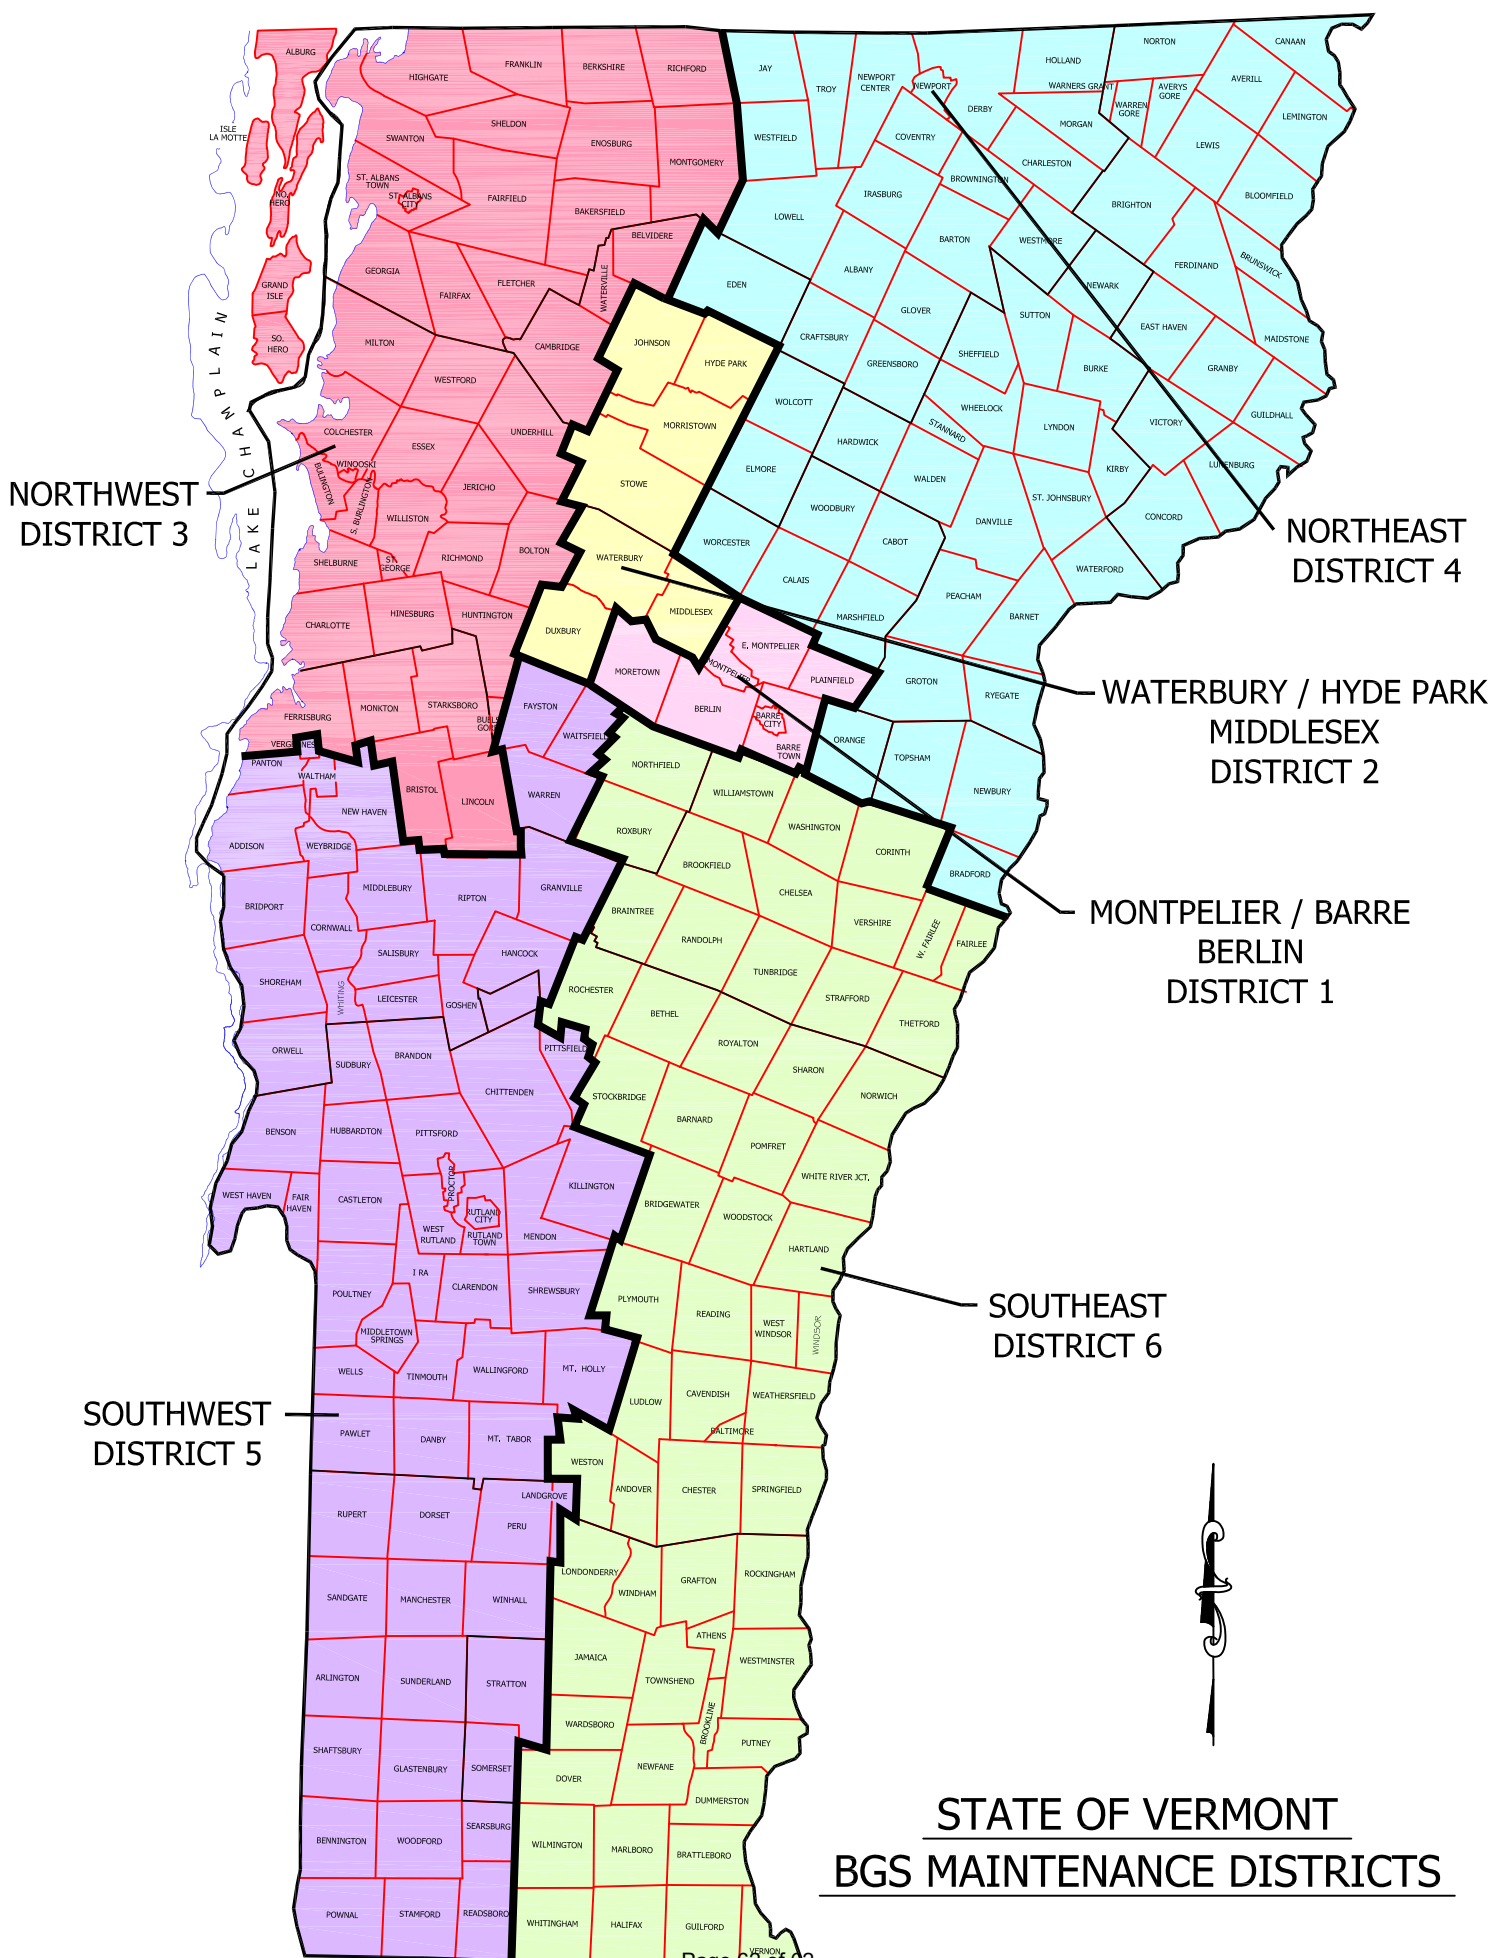 ALBURG
HIGHGATE
FRANKLIN
BERKSHIRE
RICHFORD
JAY
TROY
NEWPORT
CENTER
NEWPORT
DERBY
HOLLAND
WARNERS GRANT
NORTON
WARREN
GORE
AVERYS
GORE
AVERILL
CANAAN
LEMINGTON
ISLE
LA MOTTE
SWANTON
SHELDON
ENOSBURG
MONTGOMERY
WESTFIELD
COVENTRY
MORGAN
CHARLESTON
LEWIS
BLOOMFIELD
NO.
HERO
ST. ALBANS
TOWN
ST. ALBANS
CITY
FAIRFIELD
BAKERSFIELD
BELVIDERE
LOWELL
IRASBURG
BROWNINGTON
BRIGHTON
BARTON
WESTMORE
FERDINAND
BRUNSWICK
GRAND
ISLE
SO.
HERO
GEORGIA
FAIRFAX
FLETCHER
WATERVILLE
EDEN
ALBANY
GLOVER
NEWARK
SUTTON
EAST HAVEN
MAIDSTONE
LAKE CHAMPLAIN
MILTON
WESTFORD
CAMBRIDGE
JOHNSON
HYDE PARK
CRAFTSBURY
GREENSBORO
SHEFFIELD
BURKE
GRANBY
GUILDHALL
COLCHESTER
WINOOSKI
ESSEX
UNDERHILL
MORRISTOWN
WOLCOTT
HARDWICK
STANNARD
WHEELOCK
LYNDON
VICTORY
KIRBY
LUNENBURG
NORTHWEST
DISTRICT 3
BULINGTON
S. BURLINGTON
WILLISTON
JERICHO
STOWE
ELMORE
WOODBURY
WALDEN
DANVILLE
ST. JOHNSBURY
CONCORD
NORTHEAST
DISTRICT 4
SHELBURNE
ST.
GEORGE
RICHMOND
BOLTON
WATERBURY
WORCESTER
CALAIS
CABOT
PEACHAM
WATERFORD
BARNET
CHARLOTTE
HINESBURG
HUNTINGTON
DUXBURY
MIDDLESEX
MARSHFIELD
E. MONTPELIER
MONTPELIER
PLAINFIELD
MORETOWN
BERLIN
BARRE
CITY
BARRE
TOWN
GROTON
RYEGATE
WATERBURY / HYDE PARK
MIDDLESEX
DISTRICT 2
FERRISBURG
MONKTON
STARKSBORO
BUELS
GORE
FAYSTON
WAITSFIELD
ORANGE
TOPSHAM
NEWBURY
VERGENNES
PANTON
WALTHAM
NEW HAVEN
BRISTOL
LINCOLN
WARREN
NORTHFIELD
WILLIAMSTOWN
WASHINGTON
CORINTH
BRADFORD
ADDISON
WEYBRIDGE
ROXBURY
BROOKFIELD
CHELSEA
VERSHIRE
W. FAIRLEE
FAIRLEE
MONTPELIER / BARRE
BERLIN
DISTRICT 1
BRIDPORT
MIDDLEBURY
RIPTON
GRANVILLE
BRAINTREE
RANDOLPH
CORNWALL
SALISBURY
HANCOCK
TUNBRIDGE
STRAFFORD
THETFORD
SHOREHAM
WHITING
LEICESTER
GOSHEN
ROCHESTER
BETHEL
ROYALTON
SHARON
NORWICH
ORWELL
SUDBURY
BRANDON
PITTSFIELD
CHITTENDEN
STOCKBRIDGE
BARNARD
POMFRET
BENSON
HUBBARDTON
PITTSFORD
WHITE RIVER JCT.
WEST HAVEN
FAIR
HAVEN
CASTLETON
PROCTOR
RUTLAND
CITY
WEST
RUTLAND
RUTLAND
TOWN
MENDON
KILLINGTON
BRIDGEWATER
WOODSTOCK
HARTLAND
SOUTHEAST
DISTRICT 6
POULTNEY
I RA
CLARENDON
SHREWSBURY
PLYMOUTH
READING
WEST
WINDSOR
WINDSOR
MIDDLETOWN
SPRINGS
WELLS
TINMOUTH
WALLINGFORD
MT. HOLLY
LUDLOW
CAVENDISH
BALTIMORE
WEATHERSFIELD
SOUTHWEST
DISTRICT 5
PAWLET
DANBY
MT. TABOR
WESTON
ANDOVER
CHESTER
SPRINGFIELD
RUPERT
DORSET
LANDGROVE
PERU
SANDGATE
MANCHESTER
WINHALL
LONDONDERRY
WINDHAM
GRAFTON
ROCKINGHAM
ATHENS
ARLINGTON
SUNDERLAND
STRATTON
JAMAICA
TOWNSHEND
WESTMINSTER
WARDSBORO
BROOKLINE
PUTNEY
SHAFTSBURY
GLASTENBURY
SOMERSET
DOVER
NEWFANE
DUMMERSTON
BENNINGTON
WOODFORD
SEARSBURG
WILMINGTON
MARLBORO
BRATTLEBORO
POWNAL
STAMFORD
READSBORO
WHITINGHAM
HALIFAX
GUILFORD
VERNON
STATE OF VERMONT
BGS MAINTENANCE DISTRICTS